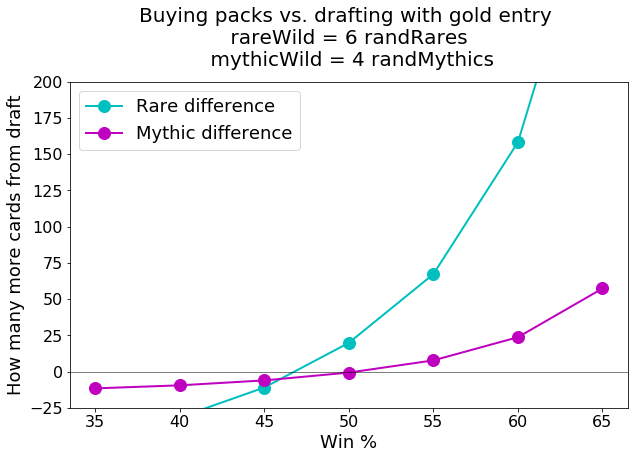 Buying packs vs. drafting with gold entry
rareWild = 6 randRares
mythicWild = 4 randMythics
How many more cards from draft
200
175
150
125
100
75
50
25
0
−25
Rare difference
Mythic difference
35 40 45 50 55 60 65
Win %